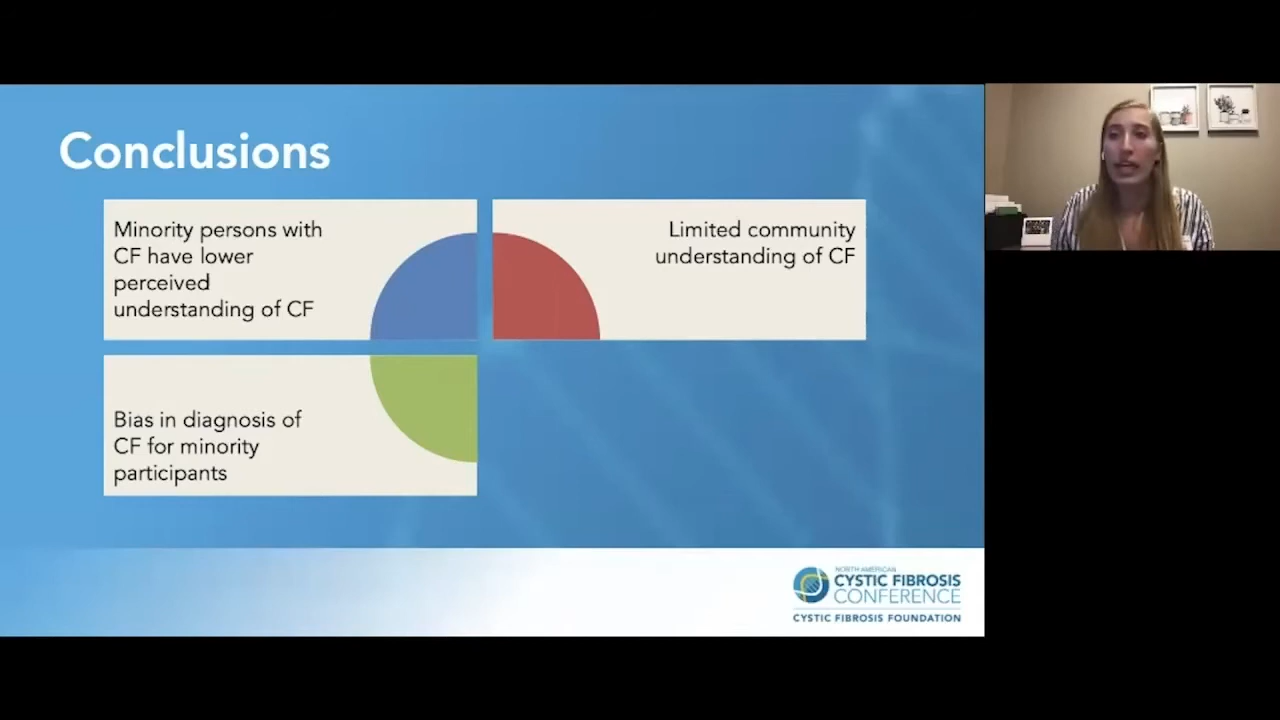 Conclusions
Minority persons with
CF have lower
perceived
understanding of CF
Limited community
understanding of CF
Bias in diagnosis of
CF for minority
participants
NORTH AMERICAN
CYSTIC FIBROSIS
CONFERENCE
CYSTIC FIBROSIS FOUNDATION